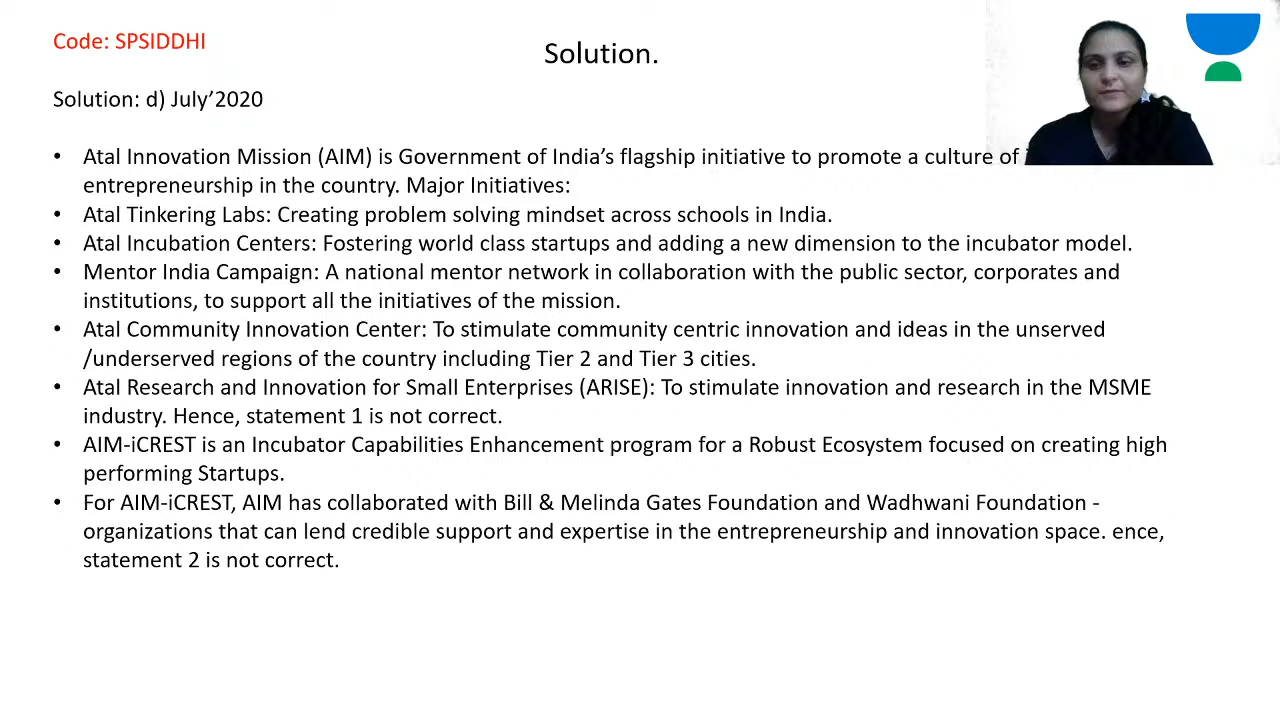 Code: SPSIDDHI
Solution.
Solution: d) July’2020
• Atal Innovation Mission (AIM) is Government of India’s flagship initiative to promote a culture of
entrepreneurship in the country. Major Initiatives:
• Atal Tinkering Labs: Creating problem solving mindset across schools in India.
• Atal Incubation Centers: Fostering world class startups and adding a new dimension to the incubator model.
• Mentor India Campaign: A national mentor network in collaboration with the public sector, corporates and
institutions, to support all the initiatives of the mission.
• Atal Community Innovation Center: To stimulate community centric innovation and ideas in the unserved
/underserved regions of the country including Tier 2 and Tier 3 cities.
• Atal Research and Innovation for Small Enterprises (ARISE): To stimulate innovation and research in the MSME
industry. Hence, statement 1 is not correct.
• AIM-iCREST is an Incubator Capabilities Enhancement program for a Robust Ecosystem focused on creating high
performing Startups.
• For AIM-iCREST, AIM has collaborated with Bill & Melinda Gates Foundation and Wadhwani Foundation -
organizations that can lend credible support and expertise in the entrepreneurship and innovation space. ence,
statement 2 is not correct.